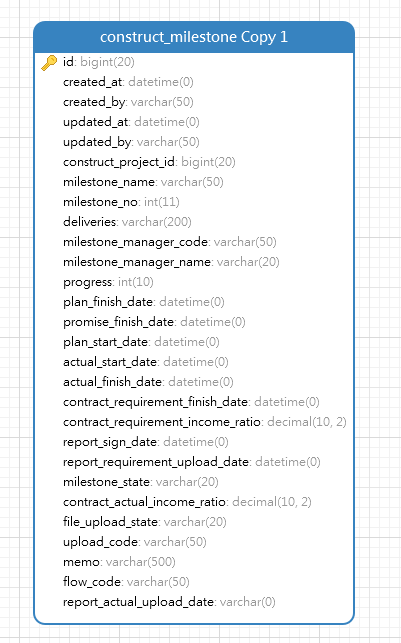 construct_milestone Copy 1
id: bigint(20)
created_at: datetime(0)
created_by: varchar(50)
updated_at: datetime(0)
updated_by: varchar(50)
construct_project_id: bigint(20)
milestone_name: varchar(50)
milestone_no: int(11)
deliveries: varchar(200)
milestone_manager_code: varchar(50)
milestone_manager_name: varchar(20)
progress: int(10)
plan_finish_date: datetime(0)
promise_finish_date: datetime(0)
plan_start_date: datetime(0)
actual_start_date: datetime(0)
actual_finish_date: datetime(0)
contract_requirement_finish_date: datetime(0)
contract_requirement_income_ratio: decimal(10, 2)
report_sign_date: datetime(0)
report_requirement_upload_date: datetime(0)
milestone_state: varchar(20)
contract_actual_income_ratio: decimal(10, 2)
file_upload_state: varchar(20)
upload_code: varchar(50)
memo: varchar(500)
flow_code: varchar(50)
report_actual_upload_date: varchar(0)